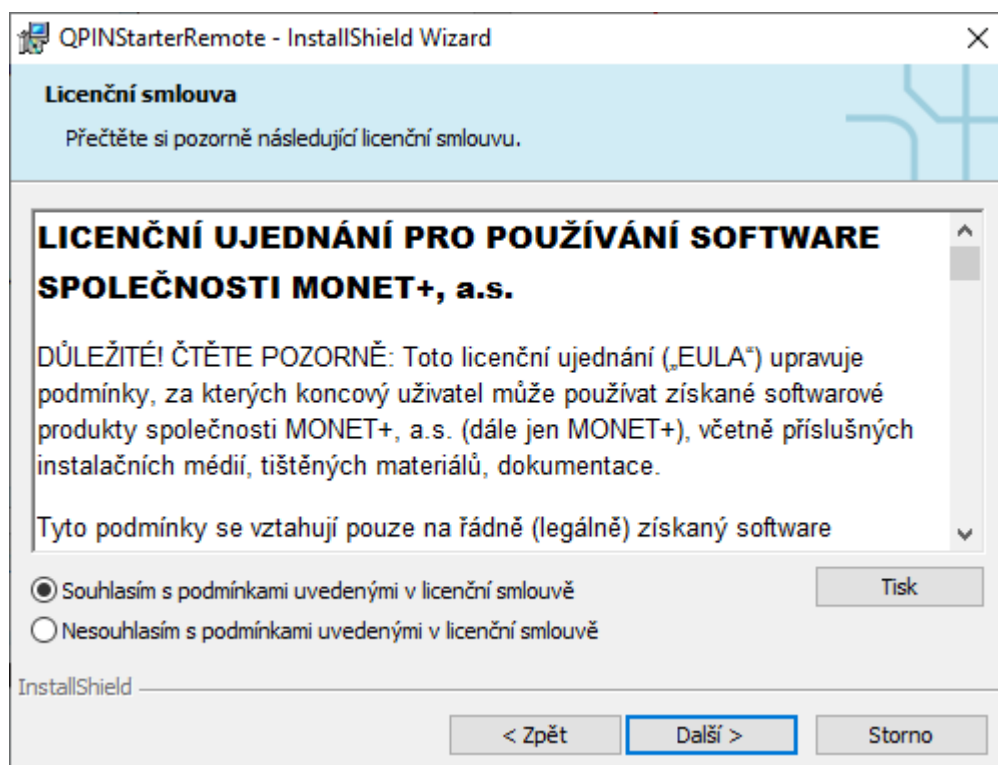 QPINStarterRemote - InstallShield Wizard
Licenční smlouva
Přečtěte si pozorně následující licenční smlouvu.
LICENČNÍ UJEDNÁNÍ PRO POUŽÍVÁNÍ SOFTWARE
SPOLEČNOSTI MONET+, a.s.
DŮLEŽITÉ! ČTĚTE POZORNĚ: Toto licenční ujednání („EULA“) upravuje
podmínky, za kterých koncový uživatel může používat získané softwarové
produkty společnosti MONET+, a.s. (dále jen MONET+), včetně příslušných
instalačních médií, tištěných materiálů, dokumentace.
Tyto podmínky se vztahují pouze na řádně (legálně) získaný software
Souhlasím s podmínkami uvedenými v licenční smlouvě
Tisk
Nesouhlasím s podmínkami uvedenými v licenční smlouvě
InstallShield
< Zpět
Další >
Storno